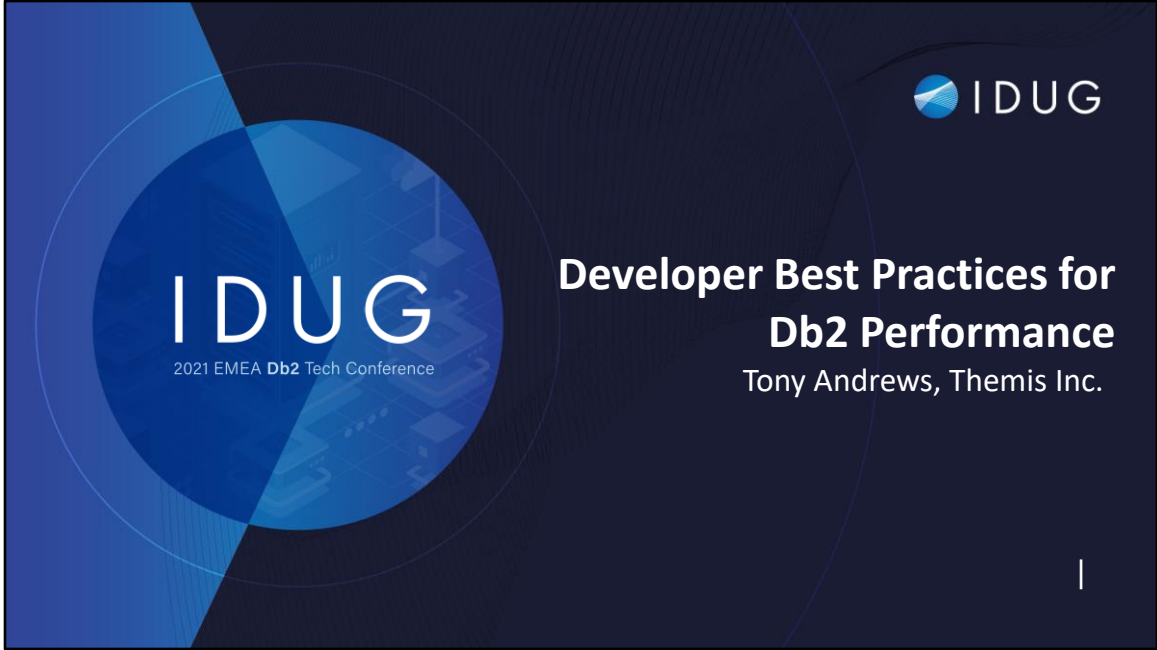 IDUG
IDUG
2021 EMEA Db2 Tech Conference
Developer Best Practices for
Db2 Performance
Tony Andrews, Themis Inc.
|